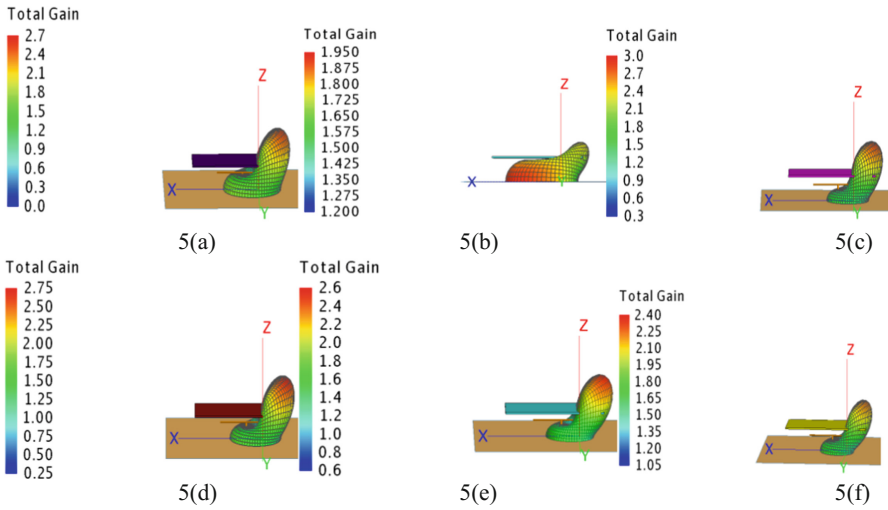 Total Gain
2.7
2.4
2.1
1.8
1.5
1.2
0.9
0.6
0.3
0.0
Z
X
Y
5(a)
Total Gain
1.950
1.875
1.800
1.725
1.650
1.575
1.500
1.425
1.350
1.275
1.200
Z
X
Y
5(b)
Total Gain
3.0
2.7
2.4
2.1
1.8
1.5
1.2
0.9
0.6
0.3
Z
X
Y
5(c)
Total Gain
2.75
2.50
2.25
2.00
1.75
1.50
1.25
1.00
0.75
0.50
0.25
Z
X
Y
5(d)
Total Gain
2.6
2.4
2.2
2.0
1.8
1.6
1.4
1.2
1.0
0.8
0.6
Z
X
Y
5(e)
Total Gain
2.40
2.25
2.10
1.95
1.80
1.65
1.50
1.35
1.20
1.05
Z
X
Y
5(f)